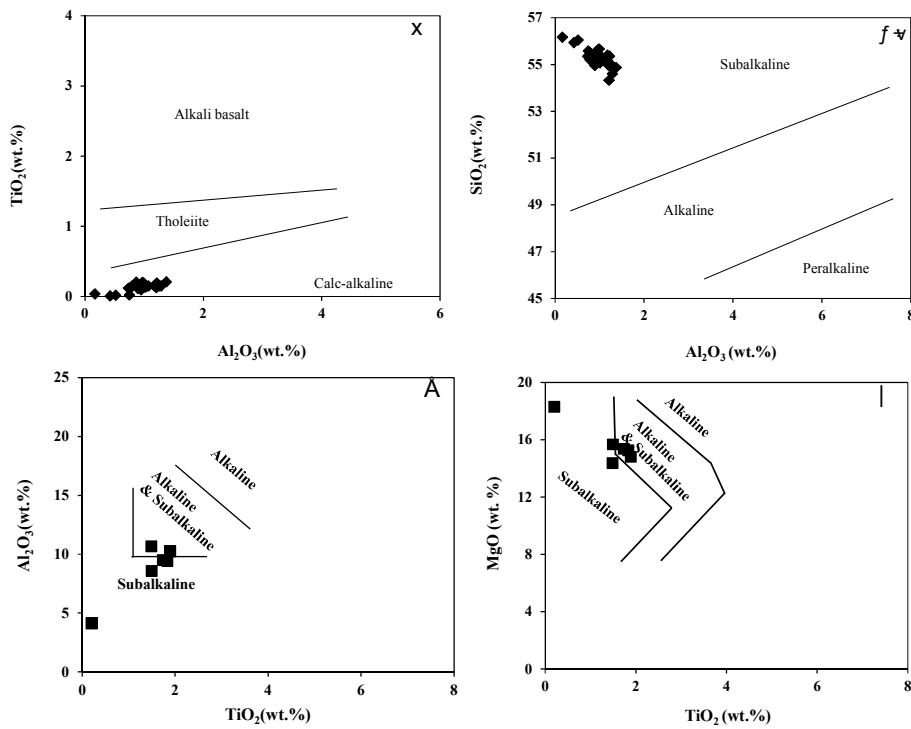 4
x
3
Alkali basalt
2
TiO₂(wt.%)
1
Tholeiite
Calc-alkaline
0
0 2 4 6
Al₂O₃(wt.%)
57
55
Subalkaline
53
SiO₂(wt.%)
51
49
Alkaline
47
Peralkaline
45
0 2 4 6 8
Al₂O₃(wt.%)
25
Å
20
Alkaline
15
Alkaline
& Subalkaline
Al₂O₃(wt.%)
10
Subalkaline
5
0
0 2 4 6 8
TiO₂(wt.%)
20
Alkaline
16
Alkaline
& Subalkaline
Subalkaline
12
MgO (wt. %)
8
4
0
0 2 4 6 8
TiO₂ (wt.%)